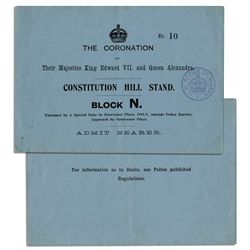 No. 10
THE CORONATION
OF
Their Majesties King Edward VII. and Queen Alexandra.
CONSTITUTION HILL STAND.
BLOCK N.
Entrance by a Special Gate in Grosvenor Place, ONLY, outside Police Barrier.
Approach by Grosvenor Place.
ADMIT BEARER.
For information as to Route, see Police published
Regulations.